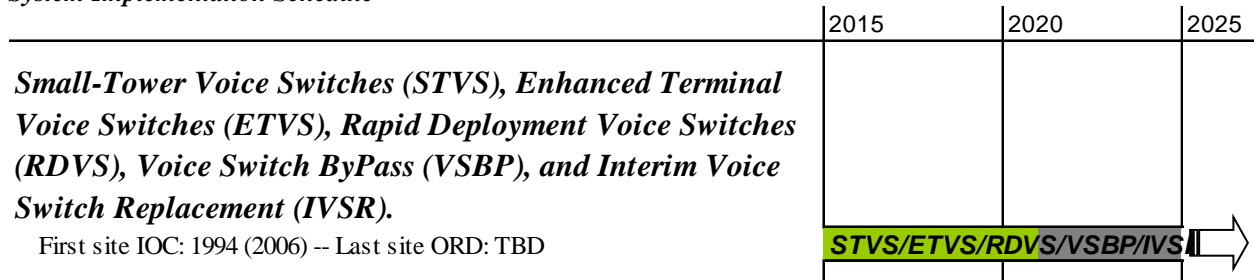 System Implementation Schedule
2015 2020 2025
Small-Tower Voice Switches (STVS), Enhanced Terminal
Voice Switches (ETVS), Rapid Deployment Voice Switches
(RDVS), Voice Switch ByPass (VSBP), and Interim Voice
Switch Replacement (IVSR).
First site IOC: 1994 (2006) -- Last site ORD: TBD
STVS/ETVS/RDVS/VSBP/IVS